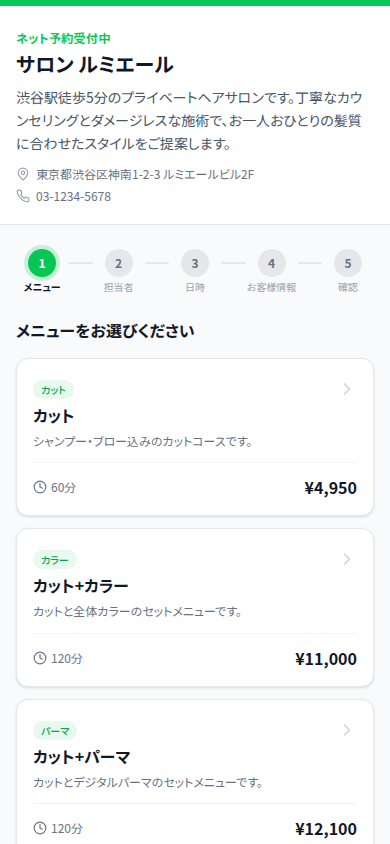 ネット予約受付中
サロン ルミエール
渋谷駅徒歩5分のプライベートヘアサロンです。丁寧なカウ
ンセリングとダメージレスな施術で、お一人おひとりの髪質
に合わせたスタイルをご提案します。
東京都渋谷区神南1-2-3 ルミエールビル2F
03-1234-5678
1 2 3 4 5
メニュー 担当者 日時 お客様情報 確認
メニューをお選びください
カット
カット
シャンプー・ブロー込みのカットコースです。
60分 ¥4,950
カラー
カット+カラー
カットと全体カラーのセットメニューです。
120分 ¥11,000
パーマ
カット+パーマ
カットとデジタルパーマのセットメニューです。
120分 ¥12,100